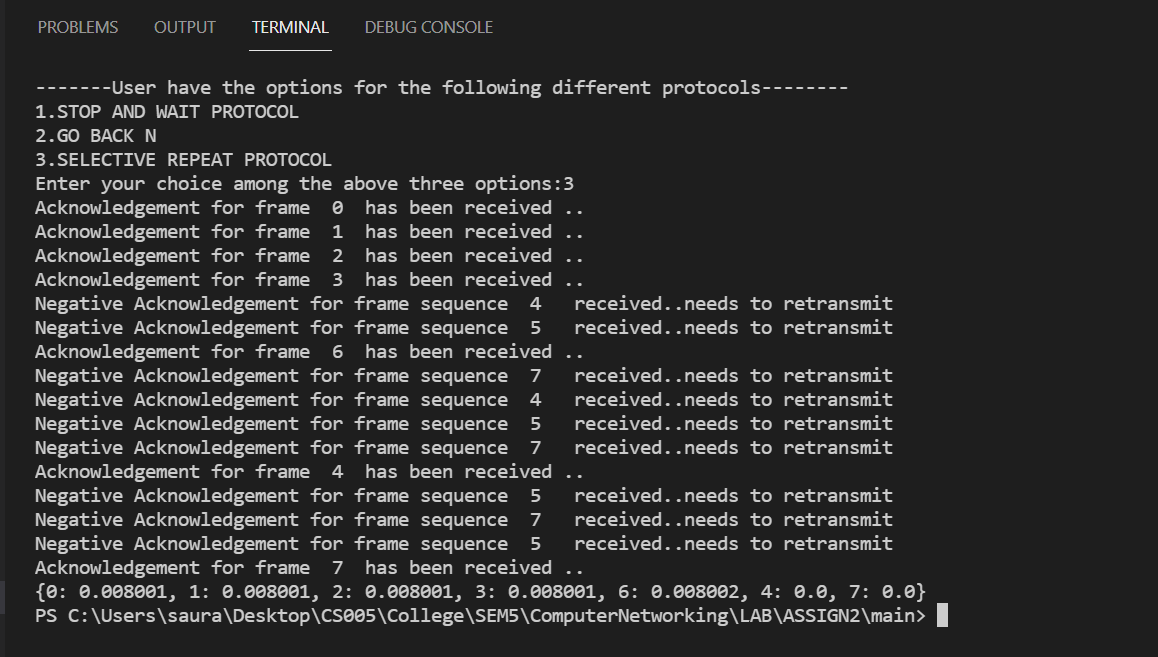 PROBLEMS OUTPUT TERMINAL DEBUG CONSOLE
-------User have the options for the following different protocols--------
1.STOP AND WAIT PROTOCOL
2.GO BACK N
3.SELECTIVE REPEAT PROTOCOL
Enter your choice among the above three options:3
Acknowledgement for frame  0  has been received ..
Acknowledgement for frame  1  has been received ..
Acknowledgement for frame  2  has been received ..
Acknowledgement for frame  3  has been received ..
Negative Acknowledgement for frame sequence  4   received..needs to retransmit
Negative Acknowledgement for frame sequence  5   received..needs to retransmit
Acknowledgement for frame  6  has been received ..
Negative Acknowledgement for frame sequence  7   received..needs to retransmit
Negative Acknowledgement for frame sequence  4   received..needs to retransmit
Negative Acknowledgement for frame sequence  5   received..needs to retransmit
Negative Acknowledgement for frame sequence  7   received..needs to retransmit
Acknowledgement for frame  4  has been received ..
Negative Acknowledgement for frame sequence  5   received..needs to retransmit
Negative Acknowledgement for frame sequence  7   received..needs to retransmit
Negative Acknowledgement for frame sequence  5   received..needs to retransmit
Acknowledgement for frame  7  has been received ..
{0: 0.008001, 1: 0.008001, 2: 0.008001, 3: 0.008001, 6: 0.008002, 4: 0.0, 7: 0.0}
PS C:\Users\saura\Desktop\CS005\College\SEM5\ComputerNetworking\LAB\ASSIGN2\main>